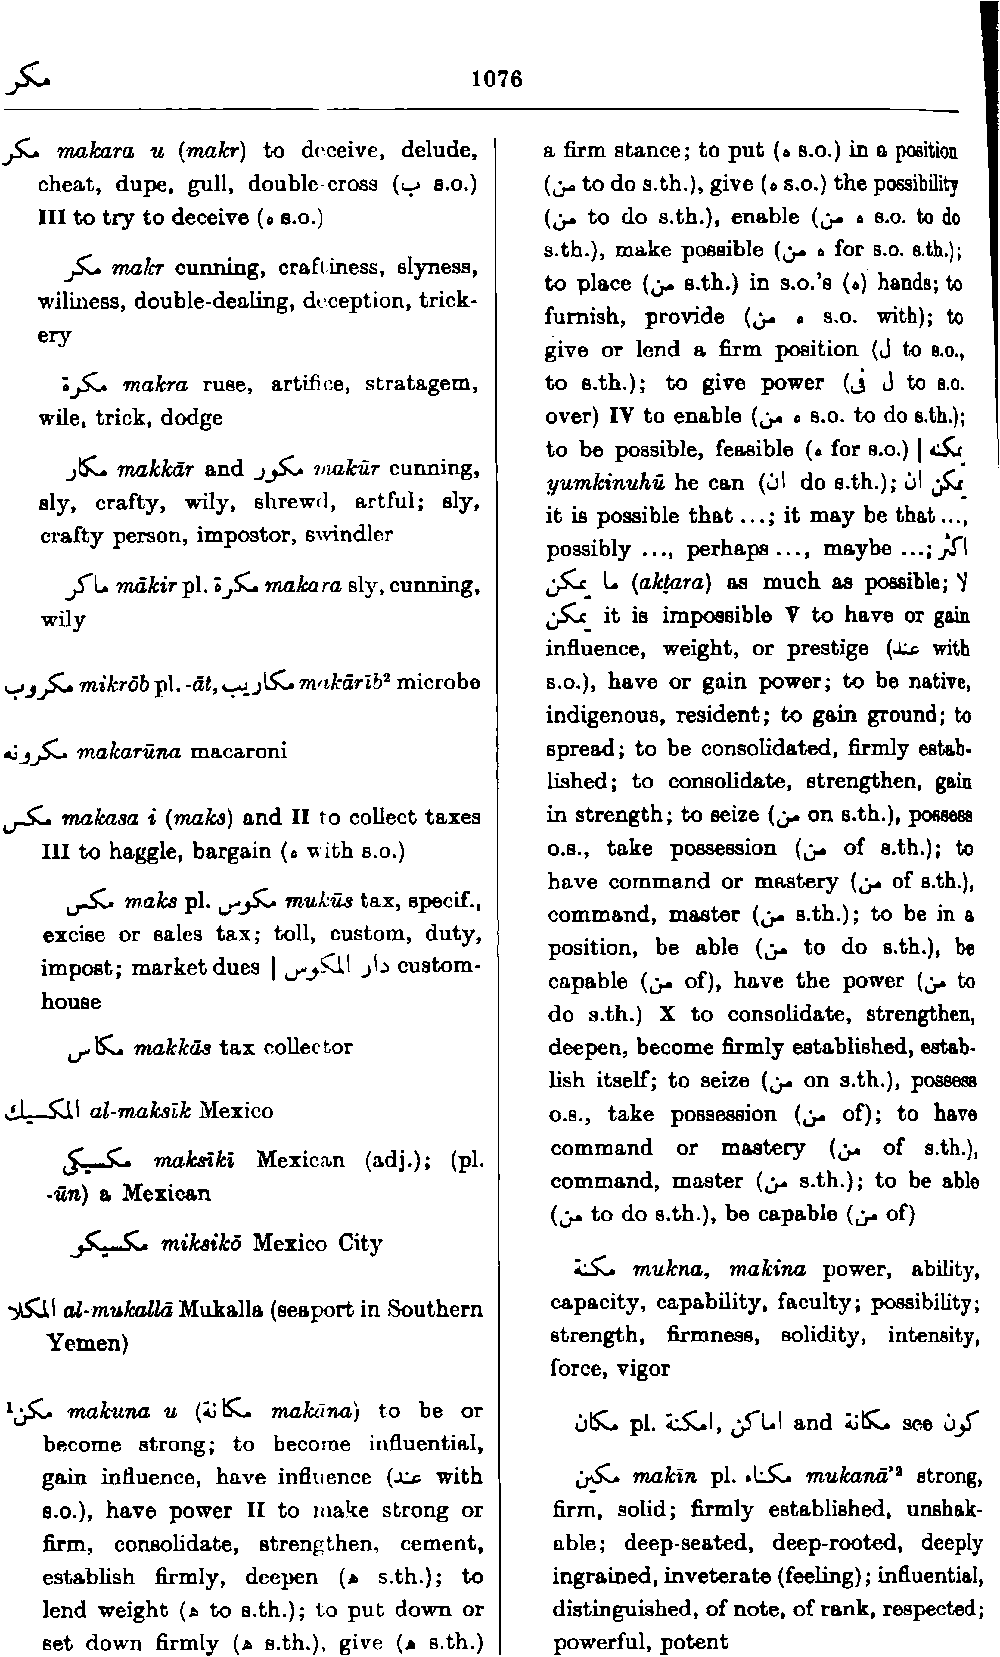 مكر
1076
مكر makara u (makr) to deceive, delude,
cheat, dupe, gull, double-cross (ب s.o.)
III to try to deceive (ه s.o.)
مكر makr cunning, craftiness, slyness,
wiliness, double-dealing, deception, trick-
ery
مكرة makra ruse, artifice, stratagem,
wile, trick, dodge
مكار makkār and مكور makūr cunning,
sly, crafty, wily, shrewd, artful; sly,
crafty person, impostor, swindler
ماكر mākir pl. مكرة makara sly, cunning,
wily
مكروب mikrōb pl. -āt, مكاريب makārīb² microbe
مكرونه makarūna macaroni
مكس makasa i (maks) and II to collect taxes
III to haggle, bargain (ه with s.o.)
مكس maks pl. مكوس mukūs tax, specif.,
excise or sales tax; toll, custom, duty,
impost; market dues | دار المكوس custom-
house
مكاس makkās tax collector
المكسيك al-maksīk Mexico
مكسيكي maksīkī Mexican (adj.); (pl.
-ūn) a Mexican
مكسيكو miksikō Mexico City
المكلا al-mukallā Mukalla (seaport in Southern
Yemen)
¹مكن makuna u (مكانة makāna) to be or
become strong; to become influential,
gain influence, have influence (عند with
s.o.), have power II to make strong or
firm, consolidate, strengthen, cement,
establish firmly, deepen (ه s.th.); to
lend weight (ه to s.th.); to put down or
set down firmly (ه s.th.), give (ه s.th.)
a firm stance; to put (ه s.o.) in a position
(من to do s.th.), give (ه s.o.) the possibility
(من to do s.th.), enable (من ه s.o. to do
s.th.), make possible (من ه for s.o. s.th.);
to place (من s.th.) in s.o.'s (ه) hands; to
furnish, provide (من ه s.o. with); to
give or lend a firm position (ل to s.o.,
to s.th.); to give power (ل في to s.o.
over) IV to enable (من ه s.o. to do s.th.);
to be possible, feasible (ه for s.o.) | يمكنه
yumkinuhū he can (ان do s.th.); يمكن ان
it is possible that ...; it may be that ...,
possibly ..., perhaps ..., maybe ...; اكثر
ما يمكن (akṯara) as much as possible; لا
يمكن it is impossible V to have or gain
influence, weight, or prestige (عند with
s.o.), have or gain power; to be native,
indigenous, resident; to gain ground; to
spread; to be consolidated, firmly estab-
lished; to consolidate, strengthen, gain
in strength; to seize (من on s.th.), possess
o.s., take possession (من of s.th.); to
have command or mastery (من of s.th.),
command, master (من s.th.); to be in a
position, be able (من to do s.th.), be
capable (من of), have the power (من to
do s.th.) X to consolidate, strengthen,
deepen, become firmly established, estab-
lish itself; to seize (من on s.th.), possess
o.s., take possession (من of); to have
command or mastery (من of s.th.),
command, master (من s.th.); to be able
(من to do s.th.), be capable (من of)
مكنة mukna, makina power, ability,
capacity, capability, faculty; possibility;
strength, firmness, solidity, intensity,
force, vigor
مكان pl. امكنة, اماكن and مكانة see كون
مكين makīn pl. مكناء mukanā'² strong,
firm, solid; firmly established, unshak-
able; deep-seated, deep-rooted, deeply
ingrained, inveterate (feeling); influential,
distinguished, of note, of rank, respected;
powerful, potent